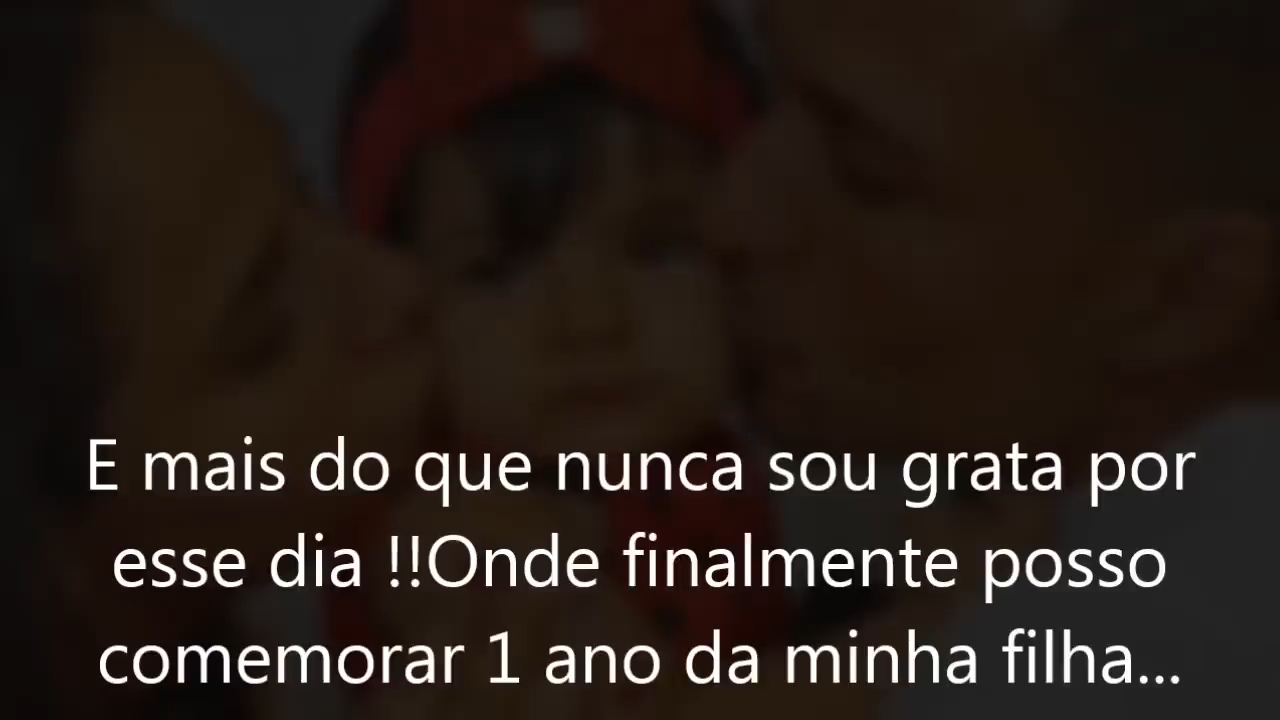 E mais do que nunca sou grata por
esse dia !!Onde finalmente posso
comemorar 1 ano da minha filha...